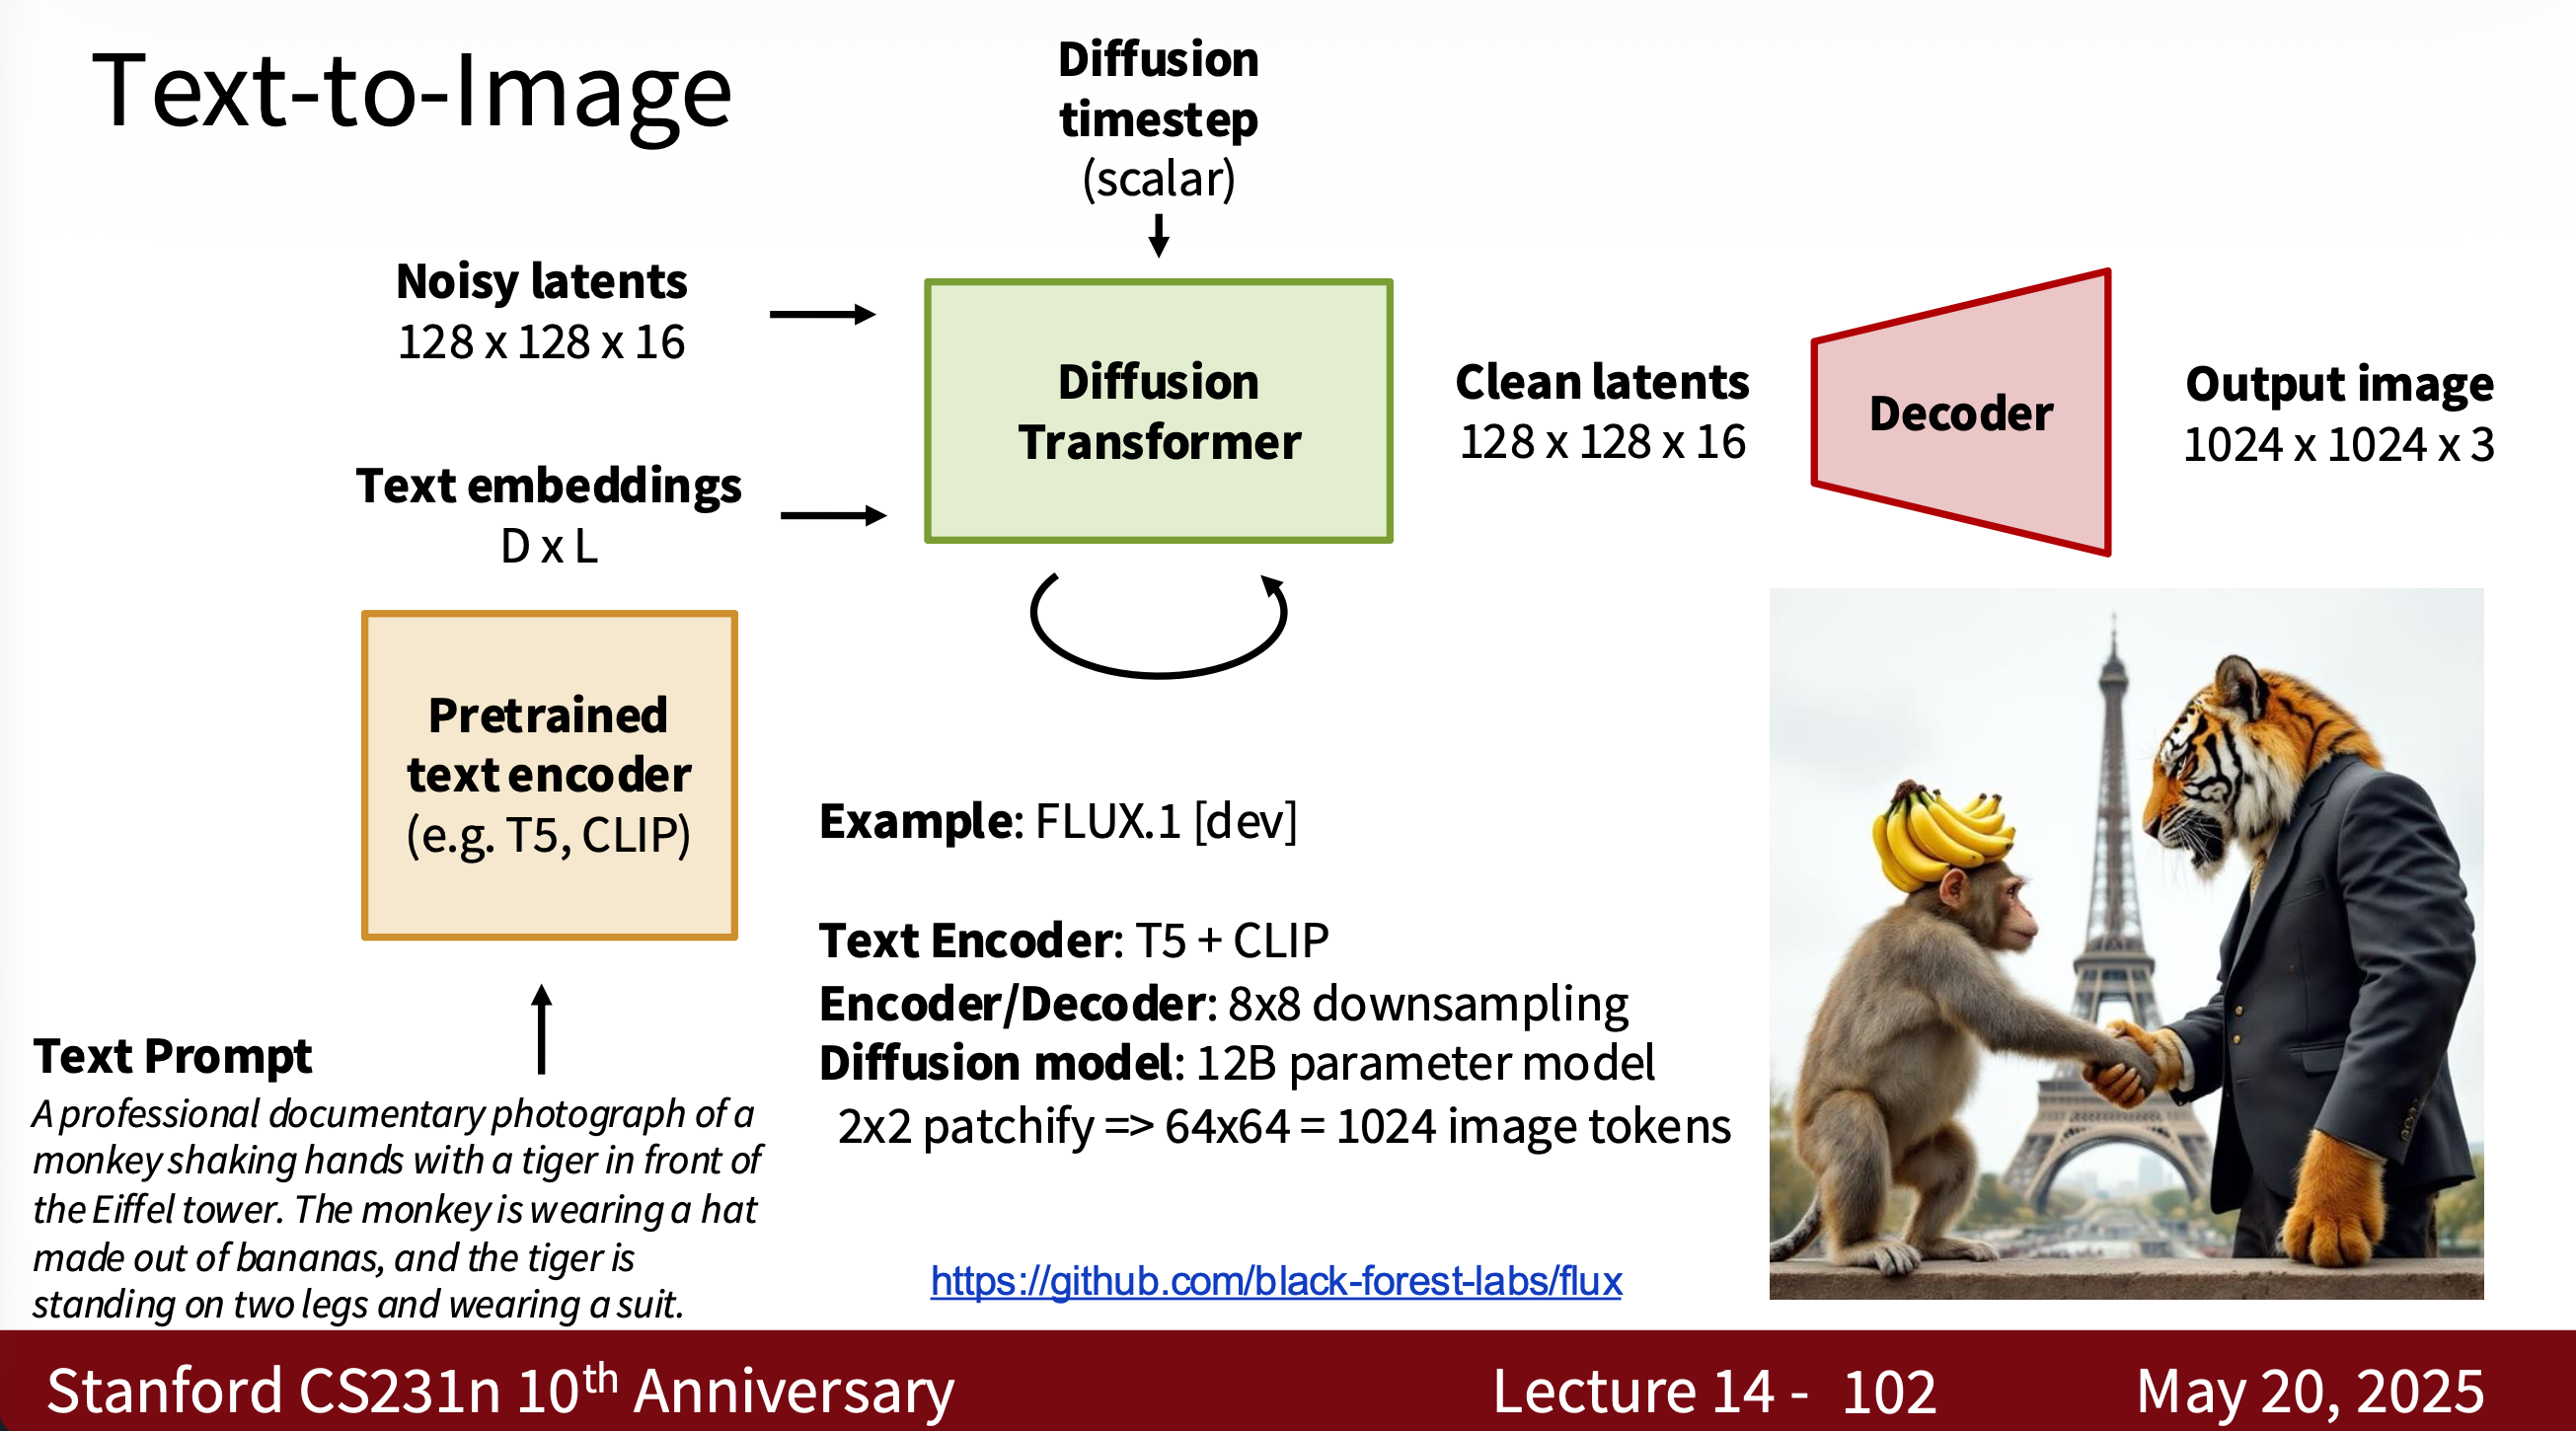 Text-to-Image
Diffusion
timestep
(scalar)
Noisy latents
128 x 128 x 16
Text embeddings
D x L
Diffusion
Transformer
Clean latents
128 x 128 x 16
Decoder
Output image
1024 x 1024 x 3
Pretrained
text encoder
(e.g. T5, CLIP)
Text Prompt
A professional documentary photograph of a
monkey shaking hands with a tiger in front of
the Eiffel tower. The monkey is wearing a hat
made out of bananas, and the tiger is
standing on two legs and wearing a suit.
Example: FLUX.1 [dev]
Text Encoder: T5 + CLIP
Encoder/Decoder: 8x8 downsampling
Diffusion model: 12B parameter model
2x2 patchify => 64x64 = 1024 image tokens
https://github.com/black-forest-labs/flux
Stanford CS231n 10th Anniversary
Lecture 14 - 102
May 20, 2025